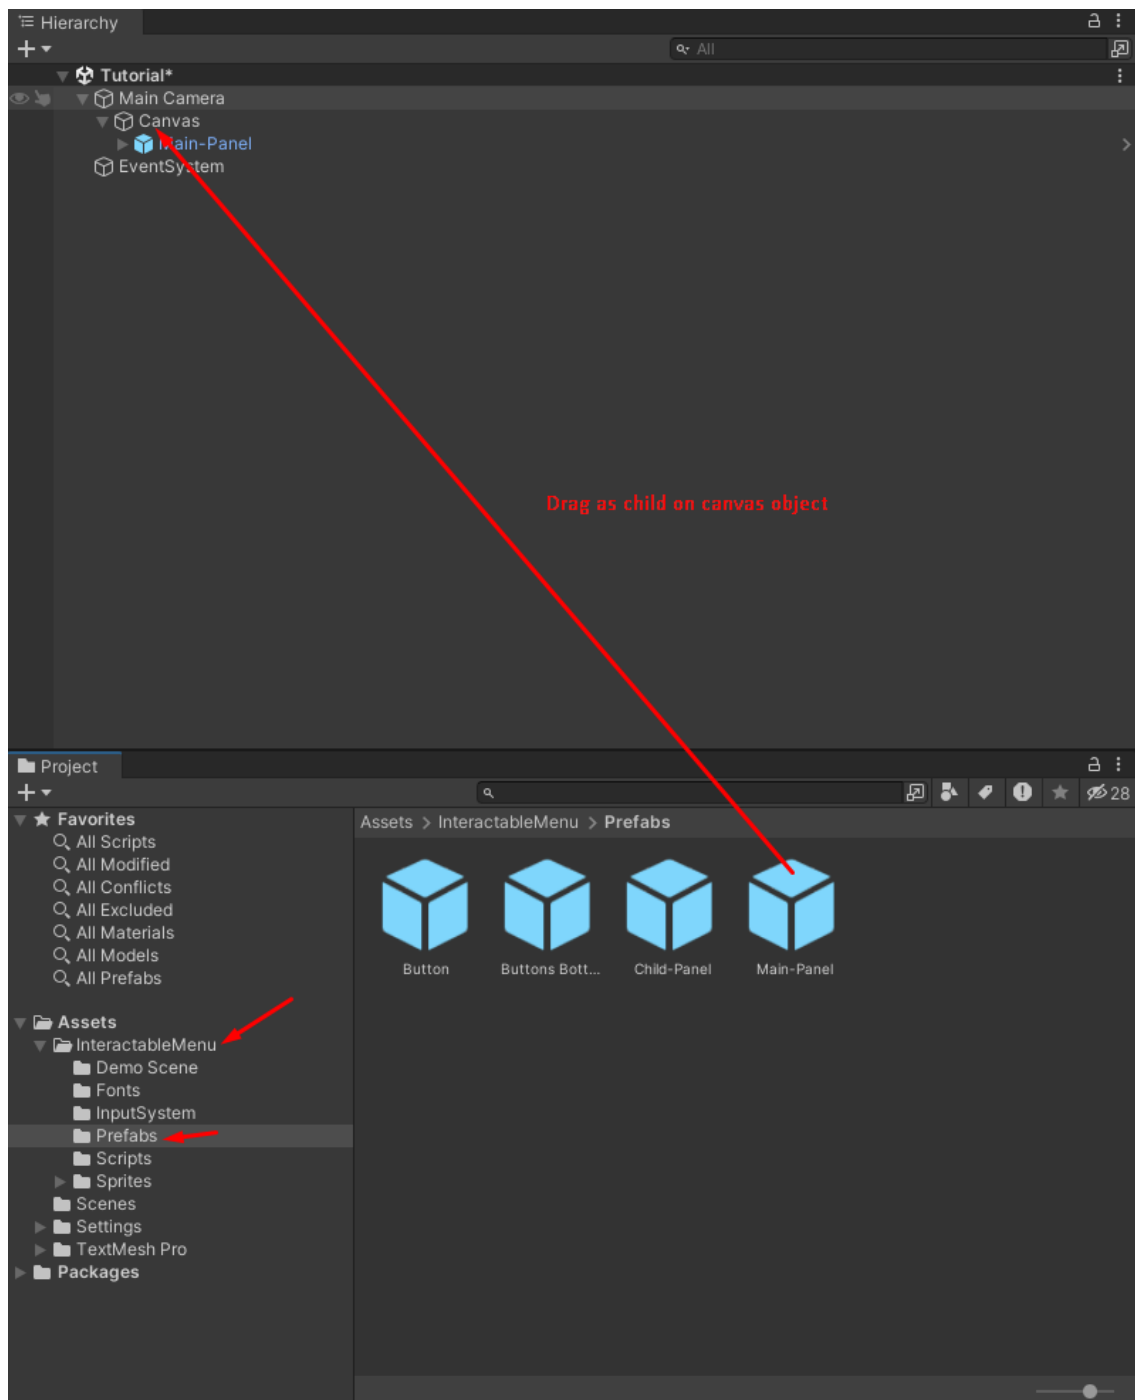 Hierarchy
All
Tutorial*
Main Camera
Canvas
Main-Panel
EventSystem
Drag as child on canvas object
Project
28
Favorites
All Scripts
All Modified
All Conflicts
All Excluded
All Materials
All Models
All Prefabs
Assets
InteractableMenu
Demo Scene
Fonts
InputSystem
Prefabs
Scripts
Sprites
Scenes
Settings
TextMesh Pro
Packages
Assets > InteractableMenu > Prefabs
Button
Buttons Bott...
Child-Panel
Main-Panel